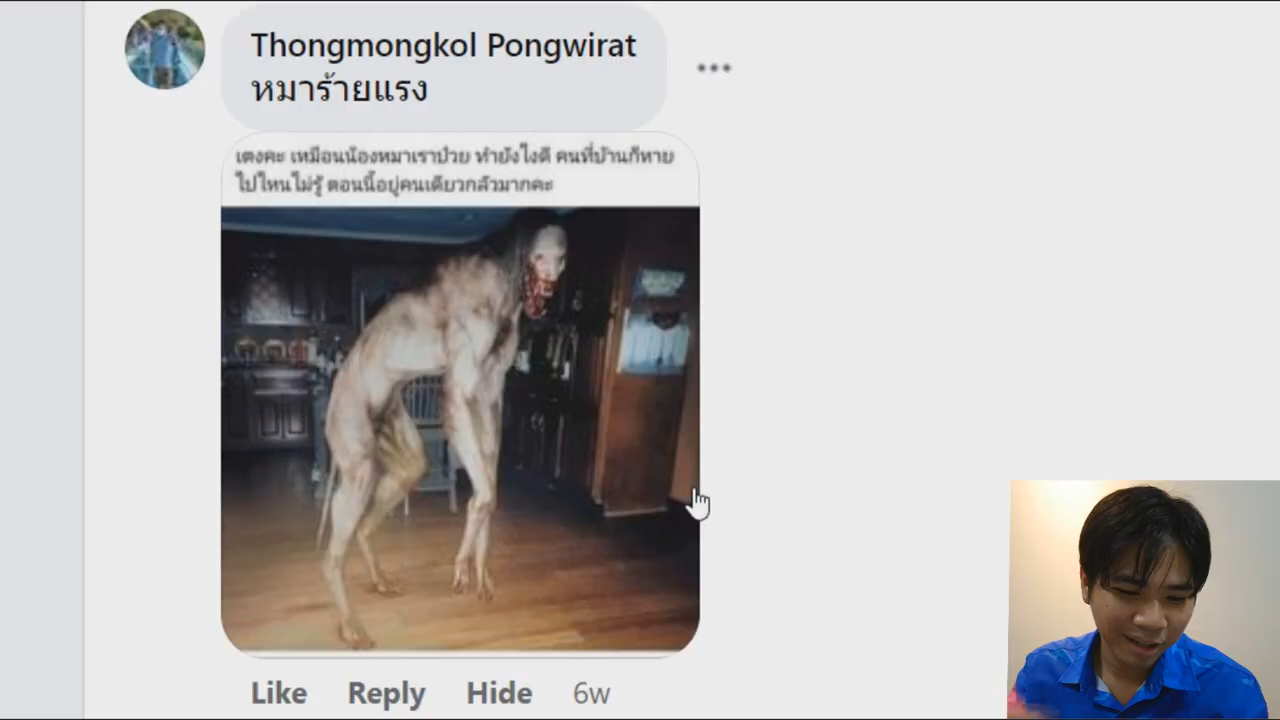 Thongmongkol Pongwirat
หมาร้ายแรง
เตงคะ เหมือนน้องหมาเราป่วย ทำยังไงดี คนที่บ้านก็หาย
ไปไหนไม่รู้ ตอนนี้อยู่คนเดียวกลัวมากคะ
Like Reply Hide 6w